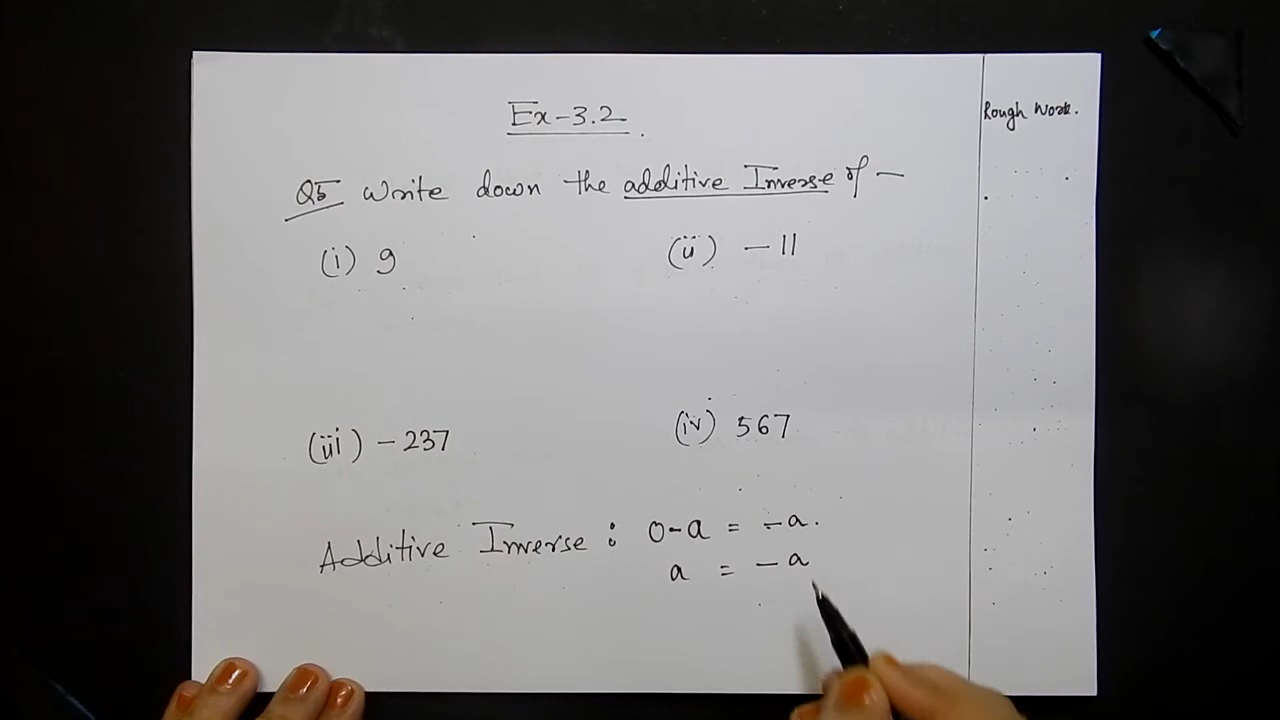 Ex-3.2
Rough Work.
Q5 Write down the additive Inverse of —
(i) 9 (ii) -11
(iii) -237 (iv) 567
Additive Inverse : 0-a = -a.
a = -a